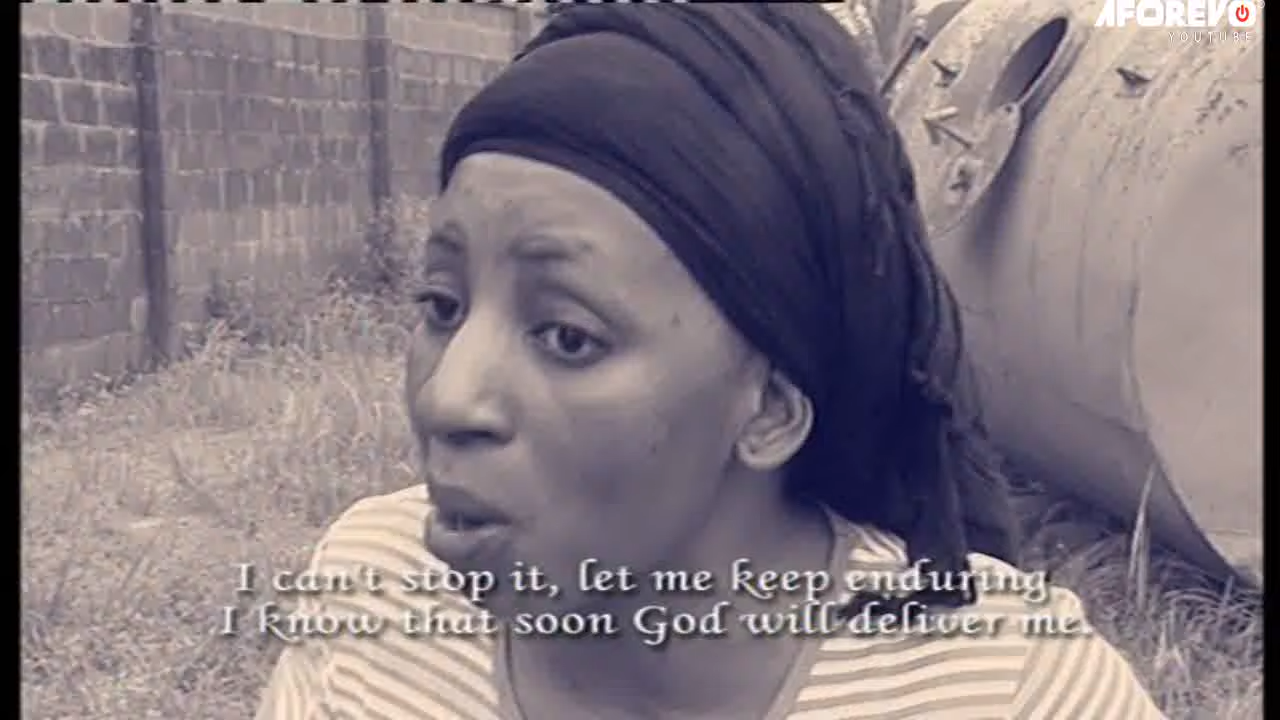 AFOREVO
YOUTUBE
I can't stop it, let me keep enduring
I know that soon God will deliver me.